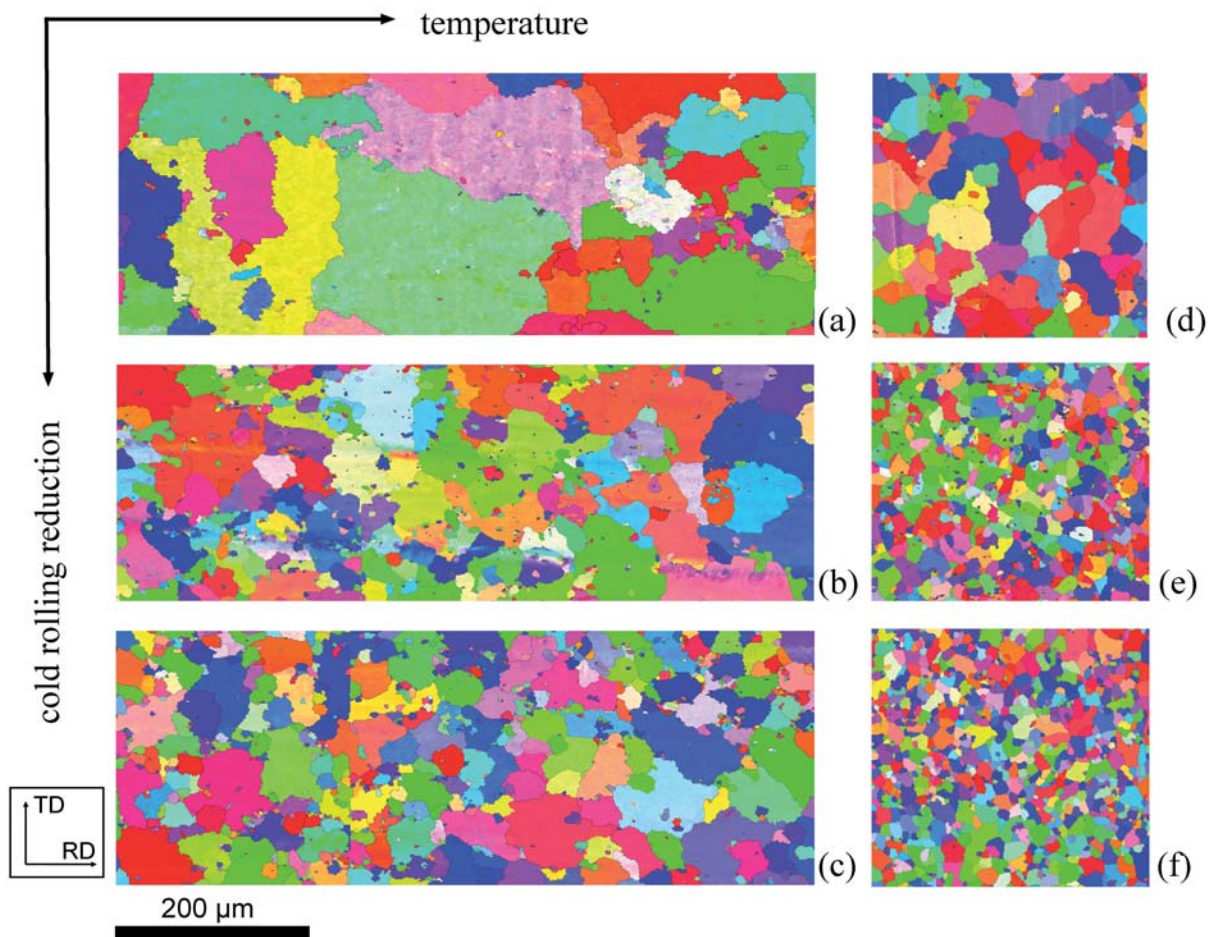 temperature
(a)
(d)
cold rolling reduction
(b)
(e)
(c)
(f)
TD
RD
200 μm